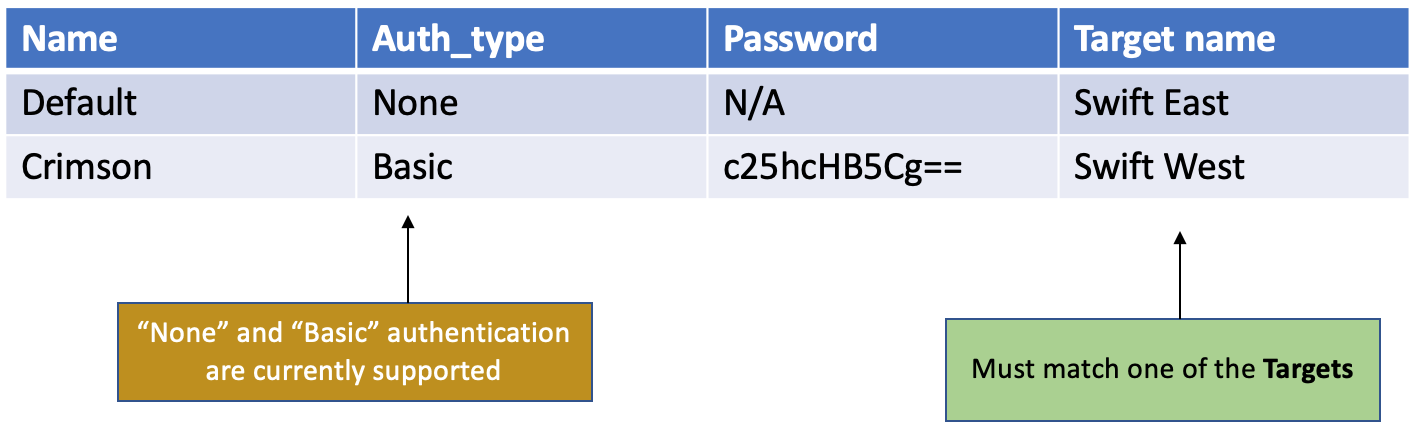 Name Auth_type Password Target name
Default None N/A Swift East
Crimson Basic c25hcHB5Cg== Swift West
“None” and “Basic” authentication
are currently supported
Must match one of the Targets